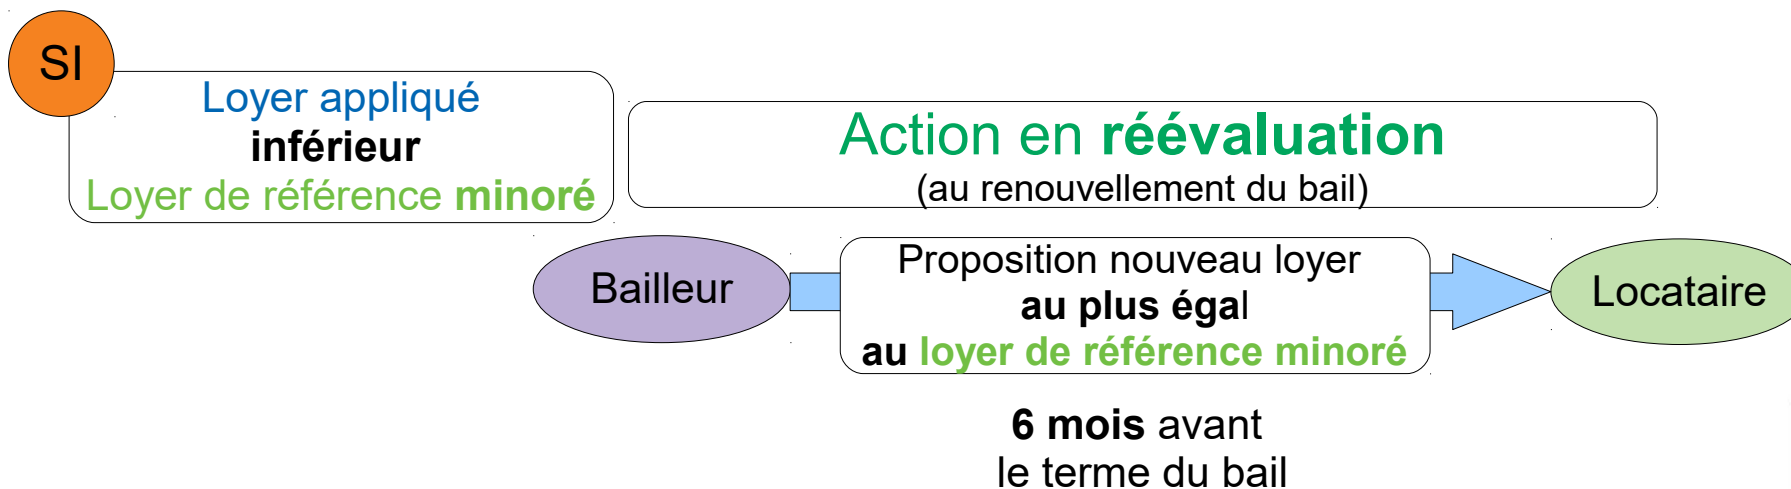 SI
Loyer appliqué
inférieur
Loyer de référence minoré
Action en réévaluation
(au renouvellement du bail)
Bailleur
Proposition nouveau loyer
au plus égal
au loyer de référence minoré
Locataire
6 mois avant
le terme du bail